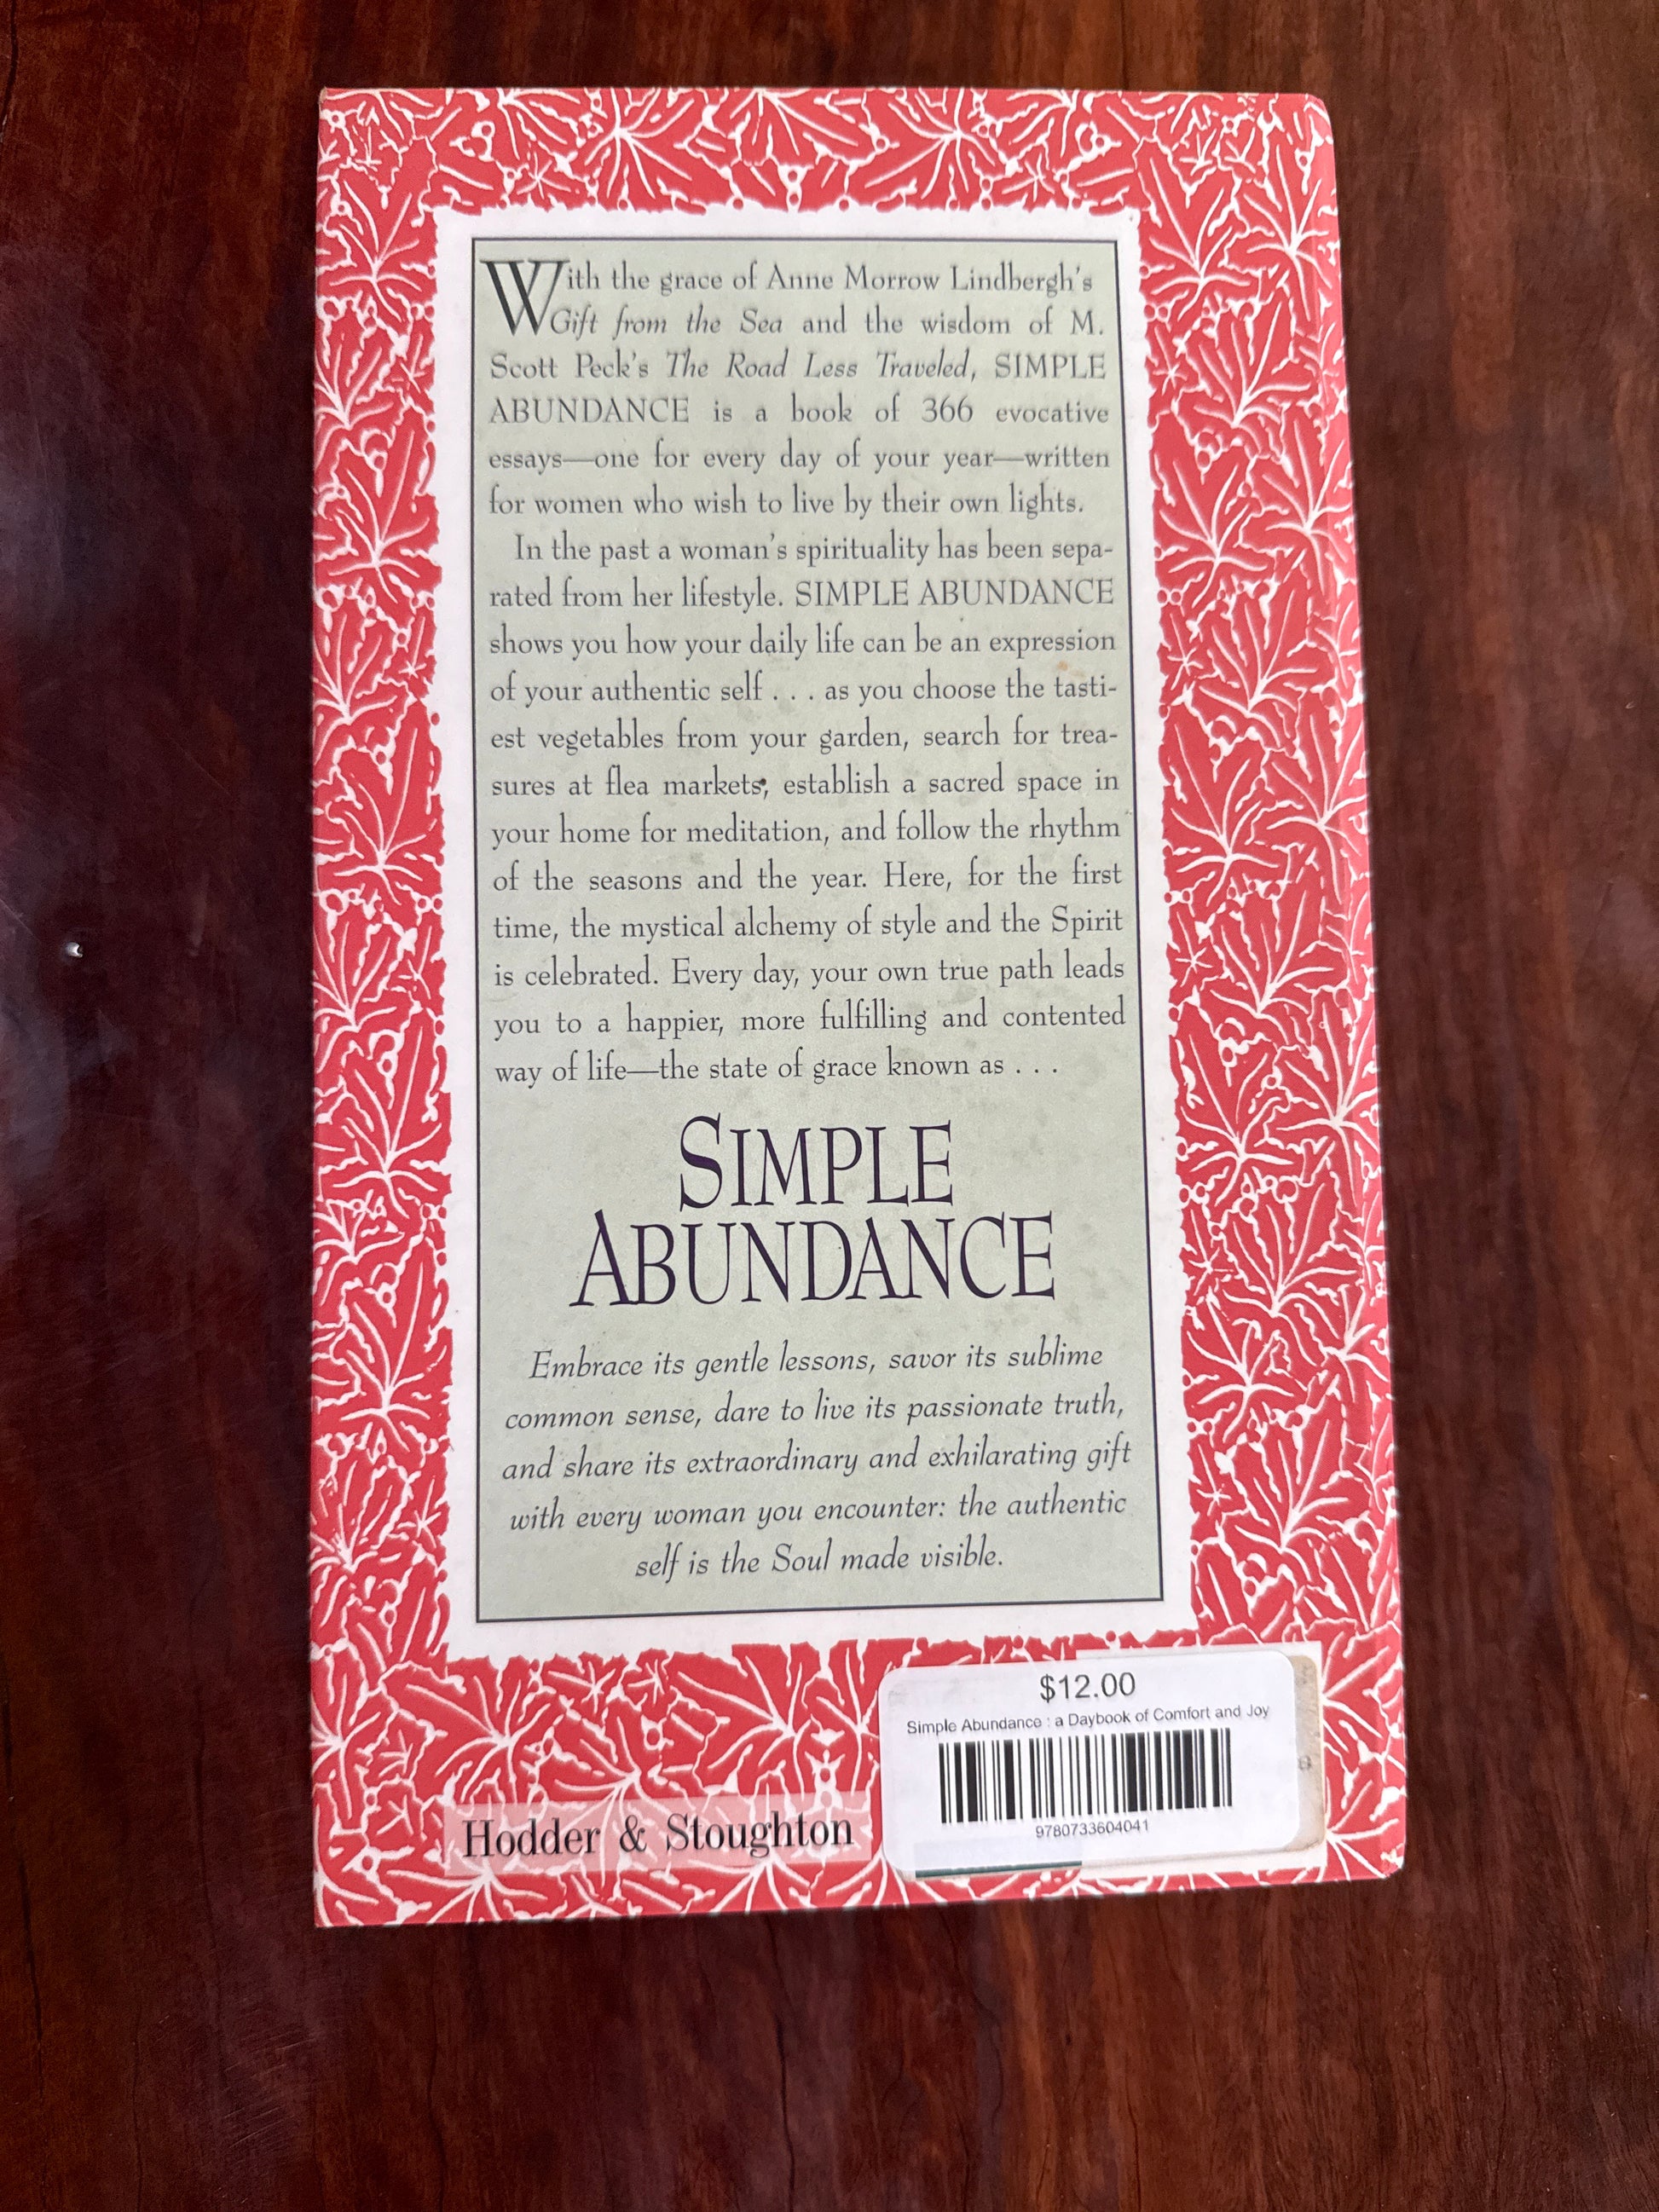 With the grace of Anne Morrow Lindbergh's
Gift from the Sea and the wisdom of M.
Scott Peck's The Road Less Traveled, SIMPLE
ABUNDANCE is a book of 366 evocative
essays—one for every day of your year—written
for women who wish to live by their own lights.
In the past a woman's spirituality has been sepa-
rated from her lifestyle. SIMPLE ABUNDANCE
shows you how your daily life can be an expression
of your authentic self . . . as you choose the tasti-
est vegetables from your garden, search for trea-
sures at flea markets, establish a sacred space in
your home for meditation, and follow the rhythm
of the seasons and the year. Here, for the first
time, the mystical alchemy of style and the Spirit
is celebrated. Every day, your own true path leads
you to a happier, more fulfilling and contented
way of life—the state of grace known as . . .
SIMPLE
ABUNDANCE
Embrace its gentle lessons, savor its sublime
common sense, dare to live its passionate truth,
and share its extraordinary and exhilarating gift
with every woman you encounter: the authentic
self is the Soul made visible.
$12.00
Simple Abundance : a Daybook of Comfort and Joy
9780733604041
Hodder & Stoughton